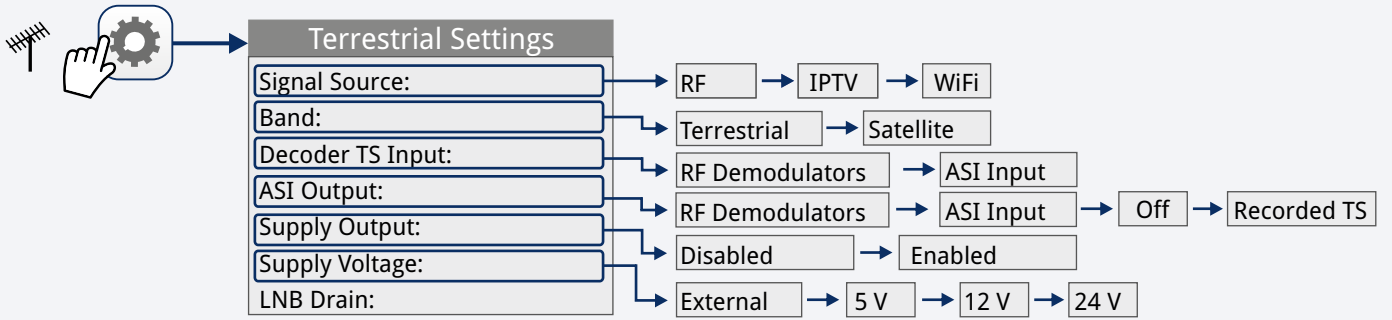 Terrestrial Settings
Signal Source: RF IPTV WiFi
Band: Terrestrial Satellite
Decoder TS Input: RF Demodulators ASI Input
ASI Output: RF Demodulators ASI Input Off Recorded TS
Supply Output: Disabled Enabled
Supply Voltage: External 5 V 12 V 24 V
LNB Drain: